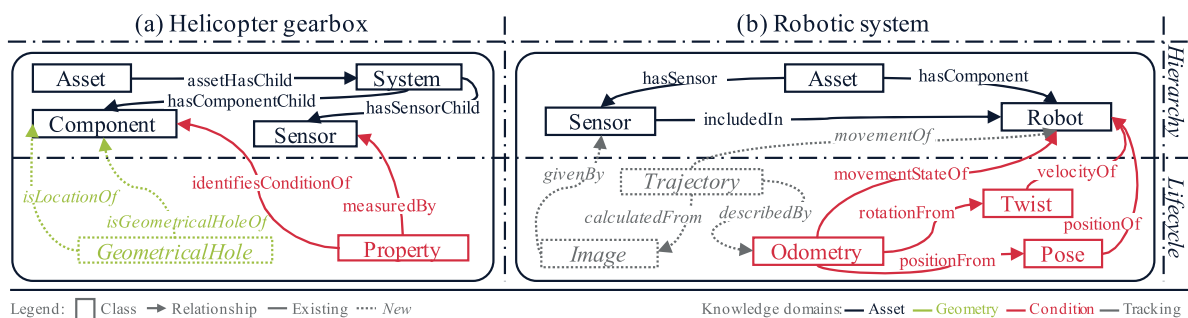 (a) Helicopter gearbox
(b) Robotic system
Asset
assetHasChild
System
hasComponentChild
hasSensorChild
Component
Sensor
identifiesConditionOf
isLocationOf
measuredBy
isGeometricalHoleOf
GeometricalHole
Property
hasSensor
Asset
hasComponent
Sensor
includedIn
Robot
movementOf
givenBy
Trajectory
movementStateOf
velocityOf
calculatedFrom
describedBy
rotationFrom
Twist
positionOf
Image
Odometry
positionFrom
Pose
Hierarchy
Lifecycle
Legend: Class Relationship Existing New
Knowledge domains: Asset Geometry Condition Tracking